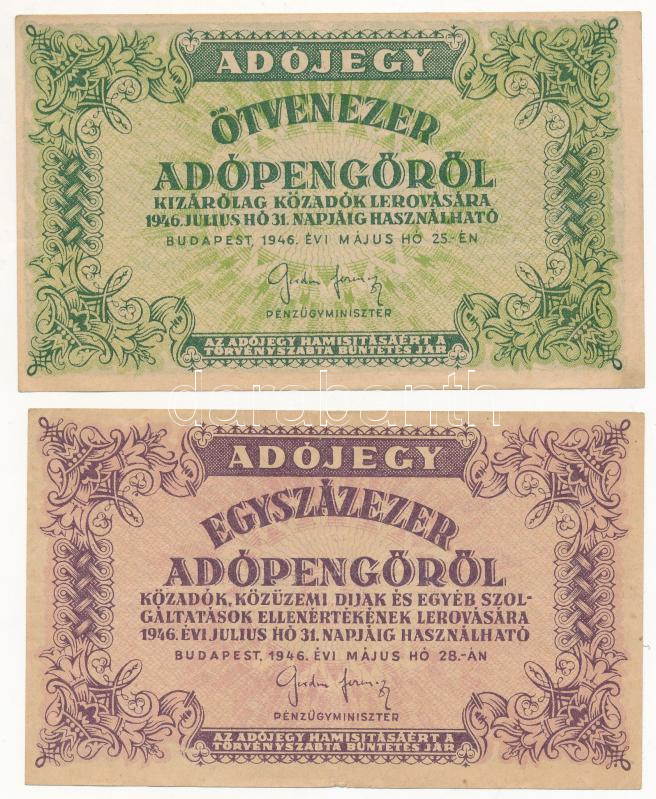 ADÓJEGY
ÖTVENEZER
ADÓPENGŐRŐL
KIZÁRÓLAG KÖZADÓK LEROVÁSÁRA
1946. JULIUS HÓ 31. NAPJÁIG HASZNÁLHATÓ
BUDAPEST, 1946. ÉVI MÁJUS HÓ 25.-ÉN
PÉNZÜGYMINISZTER
AZ ADÓJEGY HAMISITÁSÁÉRT A
TÖRVÉNYSZABTA BÜNTETÉS JÁR
darabanth
ADÓJEGY
EGYSZÁZEZER
ADÓPENGŐRŐL
KÖZADÓK, KÖZÜZEMI DIJAK ÉS EGYÉB SZOL-
GÁLTATÁSOK ELLENÉRTÉKÉNEK LEROVÁSÁRA
1946. ÉVI JULIUS HÓ 31. NAPJÁIG HASZNÁLHATÓ
BUDAPEST, 1946. ÉVI MÁJUS HÓ 28.-ÁN
PÉNZÜGYMINISZTER
AZ ADÓJEGY HAMISITÁSÁÉRT A
TÖRVÉNYSZABTA BÜNTETÉS JÁR